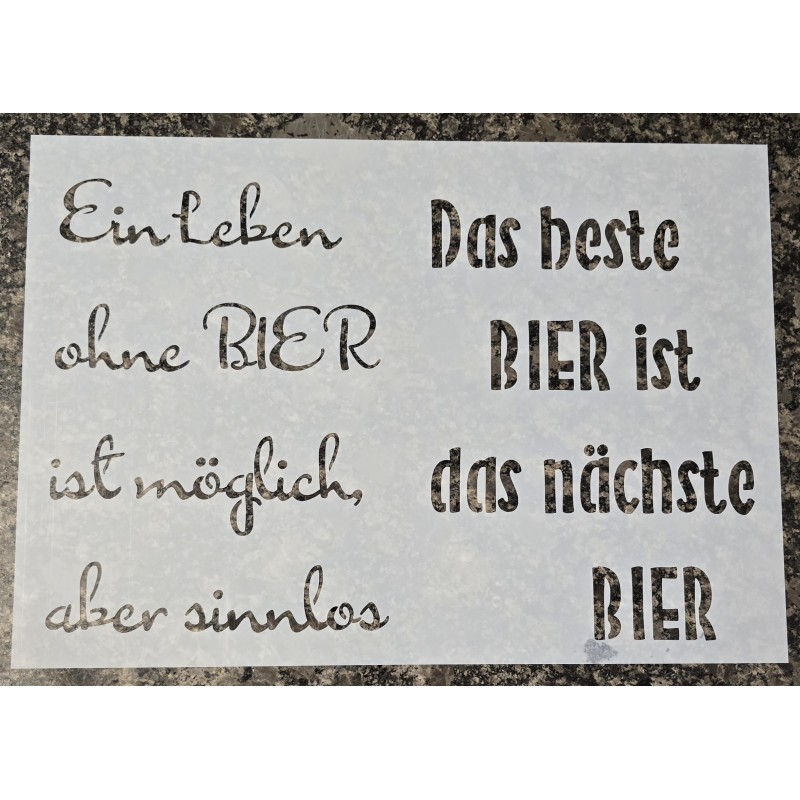 Ein Leben
ohne BIER
ist möglich,
aber sinnlos
Das beste
BIER ist
das nächste
BIER